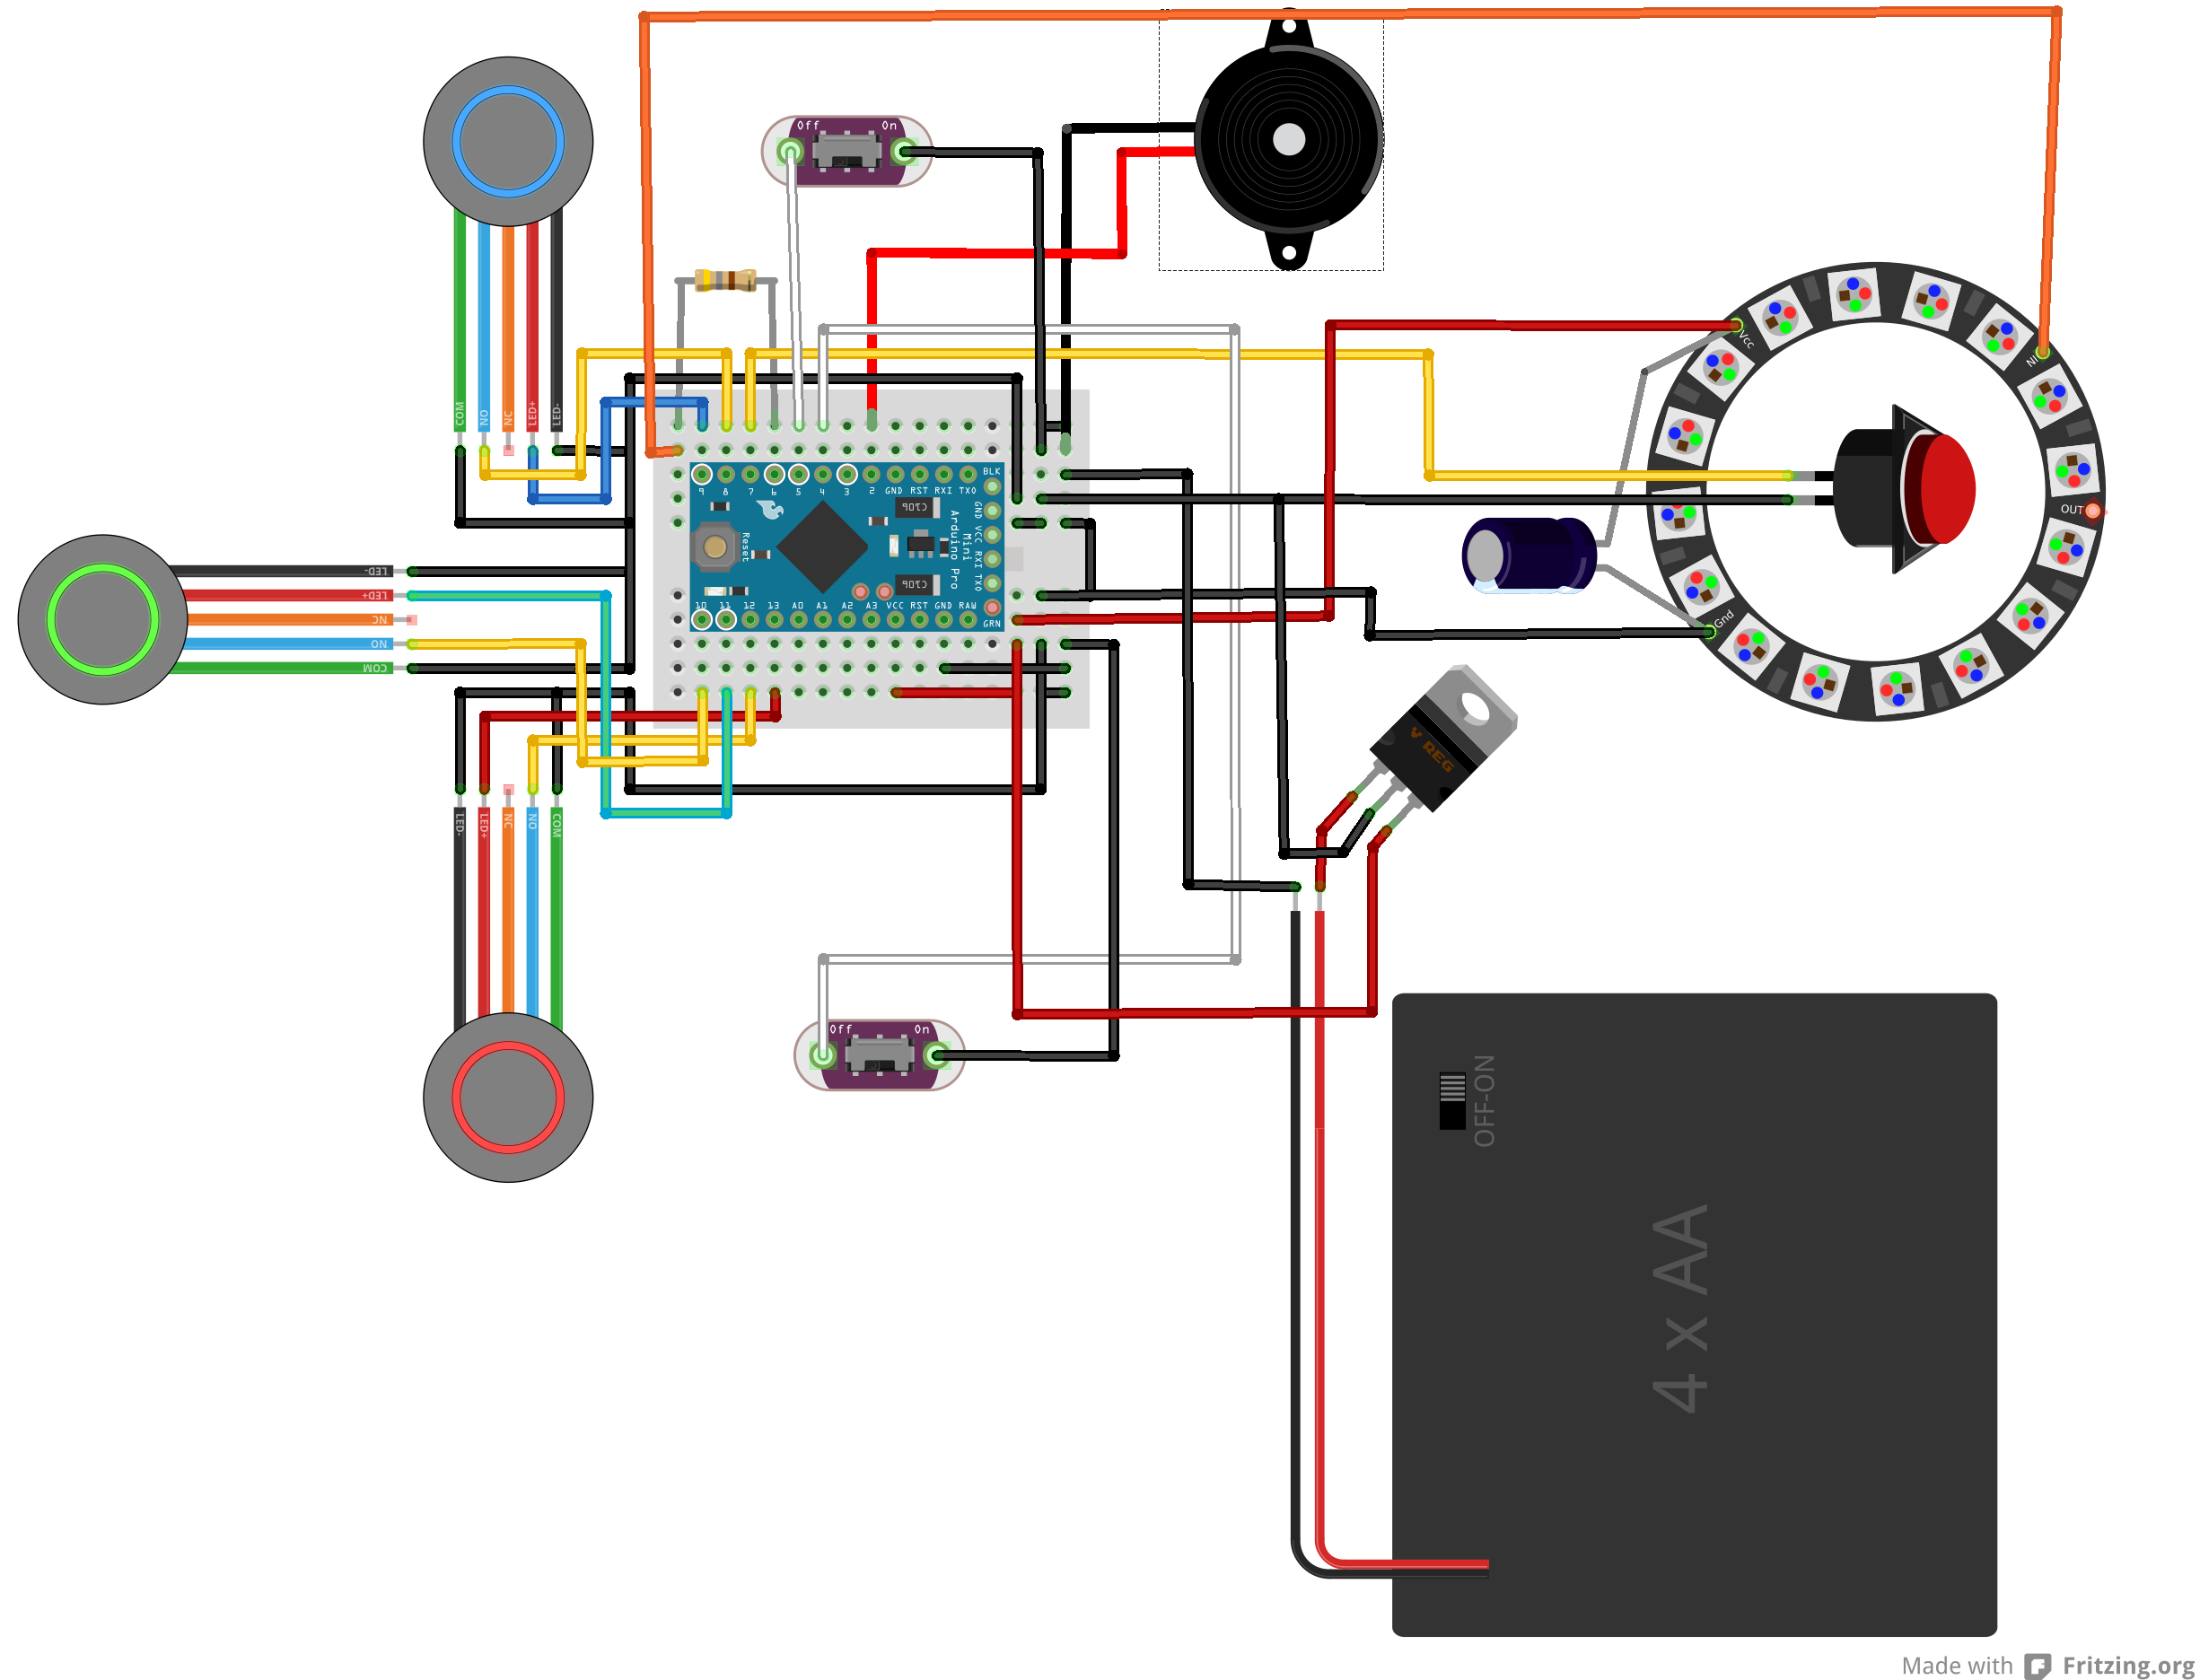 Off On
COM NO NC LED+ LED-
Vcc
IN
OUT
Gnd
BLK
9 8 7 6 5 4 3 2 GND RST RXI TXO
GND VCC RXI TXO
Reset
Arduino Pro
Mini
C106
C106
10 11 12 13 A0 A1 A2 A3 VCC RST GND RAW
GRN
LED-
LED+
NC
NO
COM
REG
LED- LED+ NC NO COM
Off On
OFF-ON
4 x AA
Made with Fritzing.org